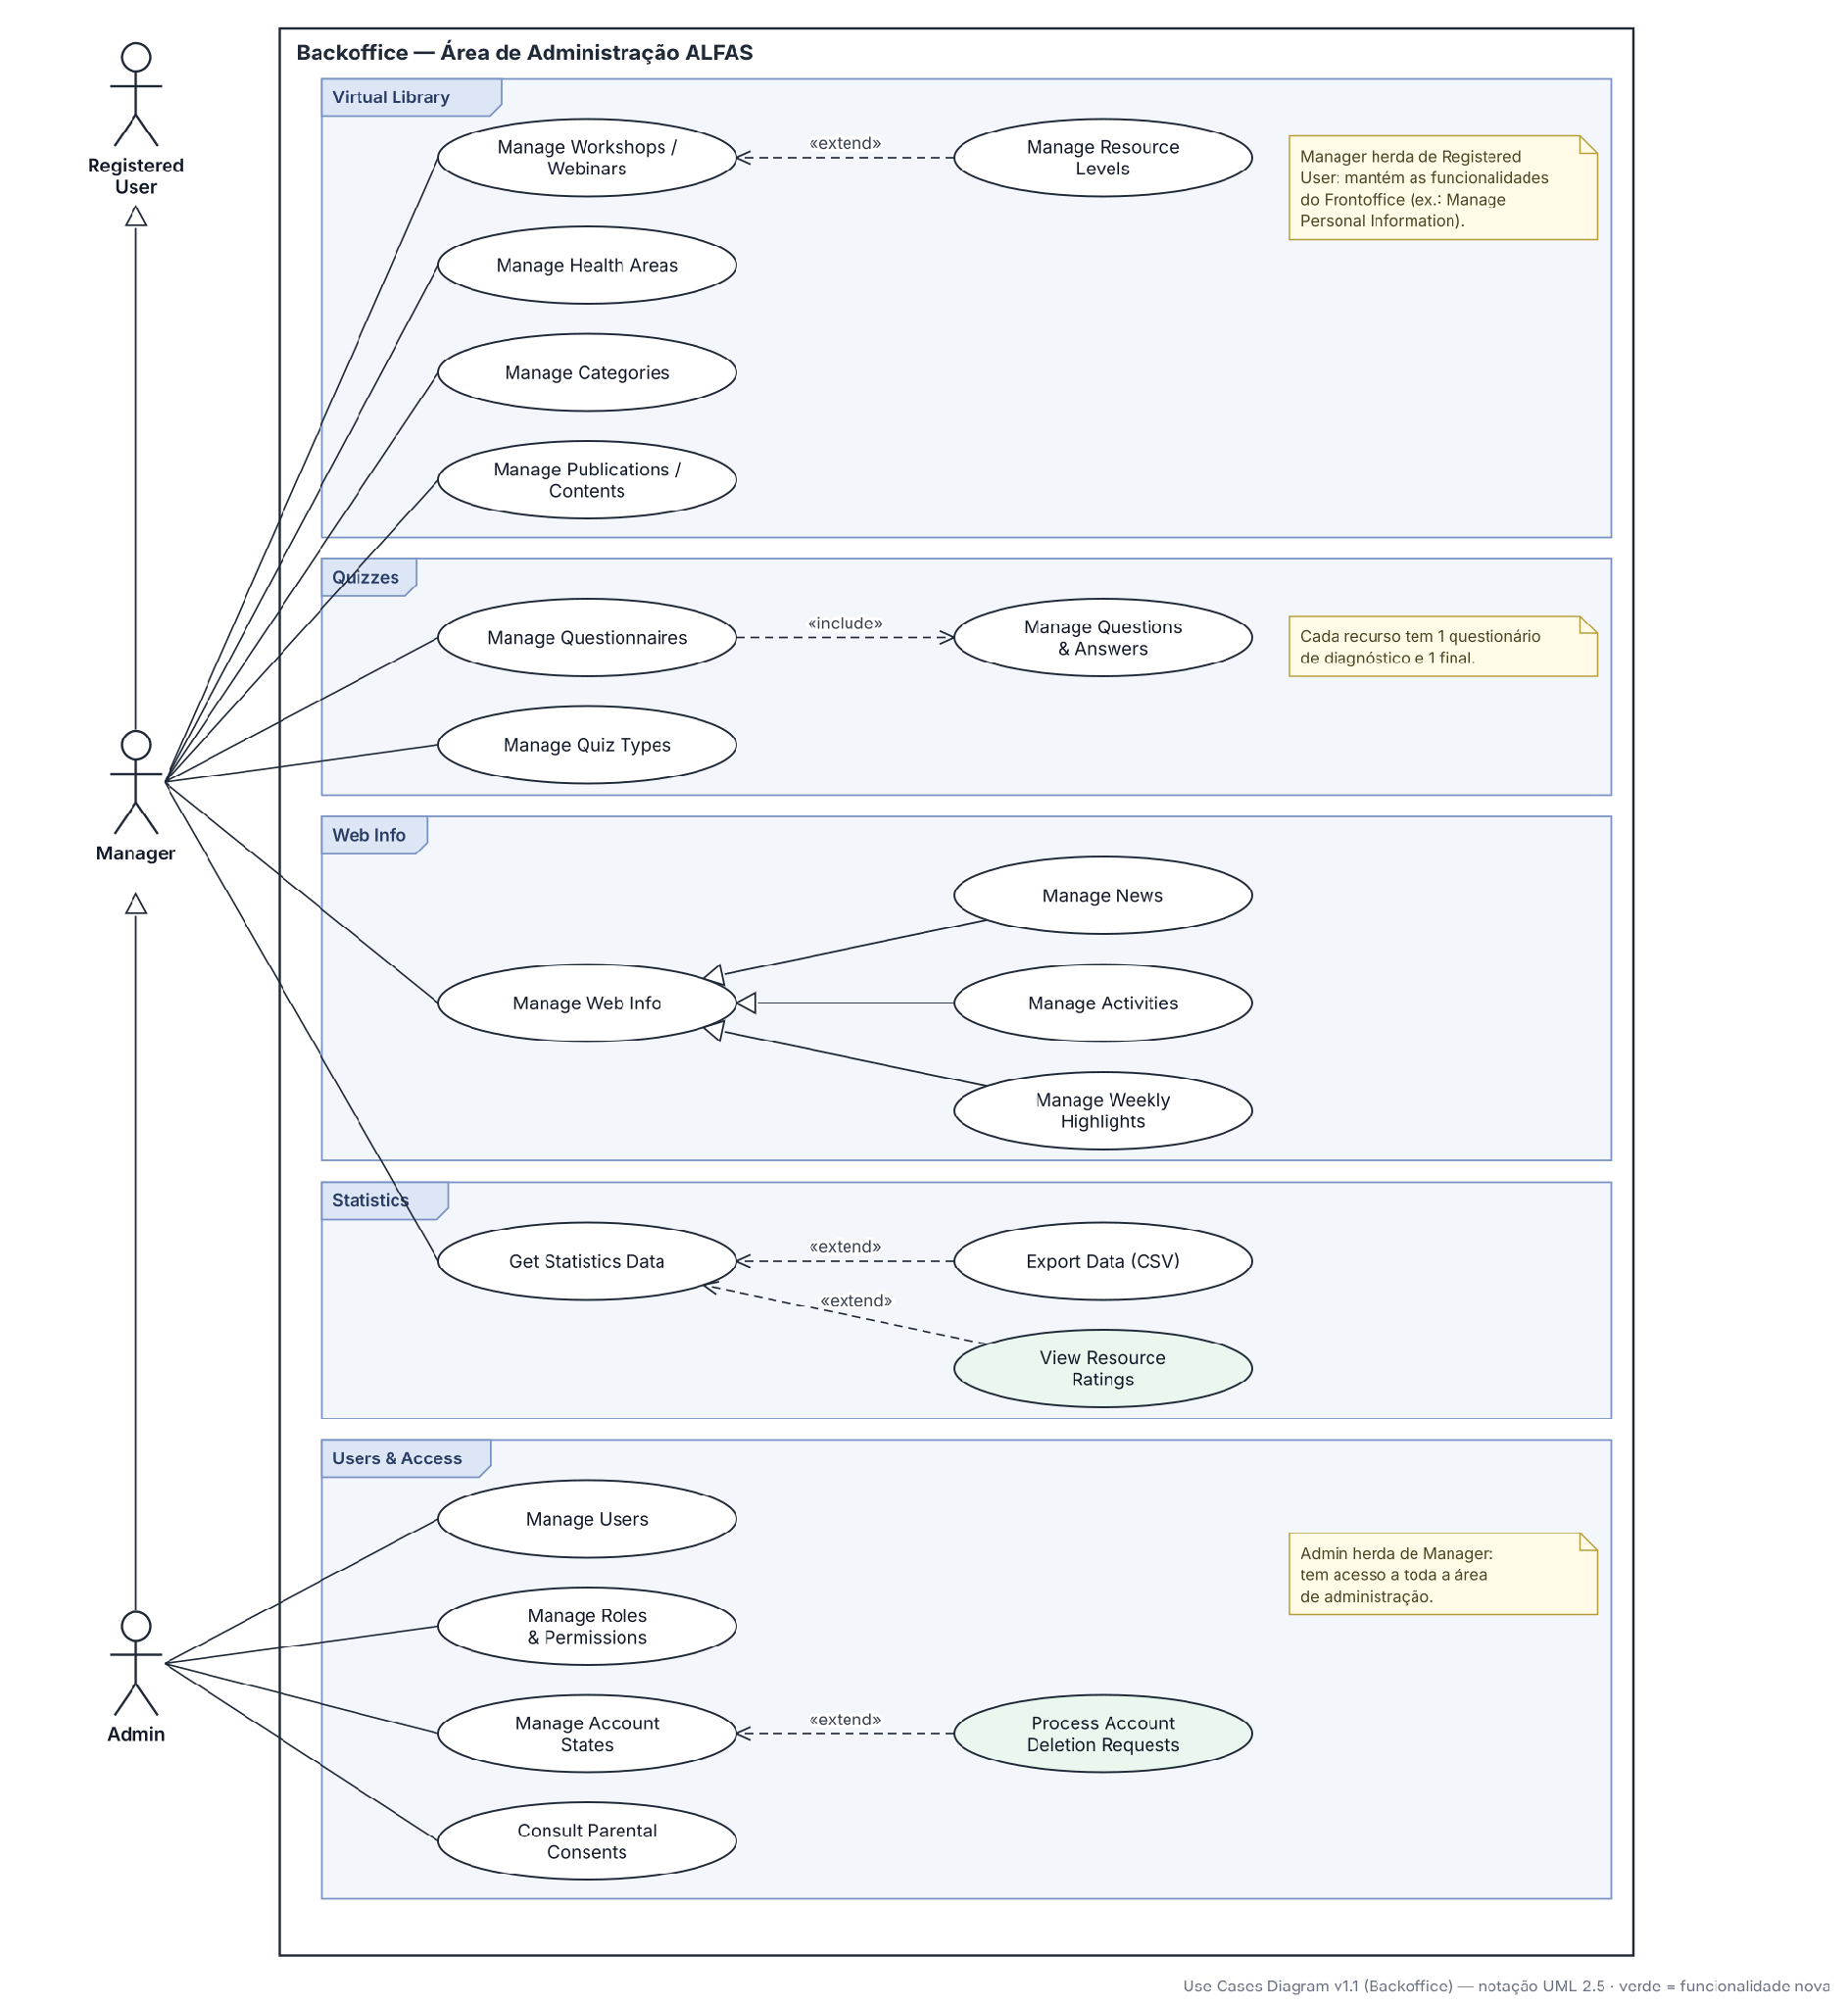 Backoffice — Área de Administração ALFAS
Registered
User
Virtual Library
Manage Workshops /
Webinars
«extend»
Manage Resource
Levels
Manager herda de Registered
User: mantém as funcionalidades
do Frontoffice (ex.: Manage
Personal Information).
Manage Health Areas
Manage Categories
Manage Publications /
Contents
Quizzes
Manage Questionnaires
«include»
Manage Questions
& Answers
Cada recurso tem 1 questionário
de diagnóstico e 1 final.
Manage Quiz Types
Manager
Web Info
Manage News
Manage Web Info
Manage Activities
Manage Weekly
Highlights
Statistics
Get Statistics Data
«extend»
Export Data (CSV)
«extend»
View Resource
Ratings
Users & Access
Manage Users
Admin herda de Manager:
tem acesso a toda a área
de administração.
Manage Roles
& Permissions
Admin
Manage Account
States
«extend»
Process Account
Deletion Requests
Consult Parental
Consents
Use Cases Diagram v1.1 (Backoffice) — notação UML 2.5 · verde = funcionalidade nova